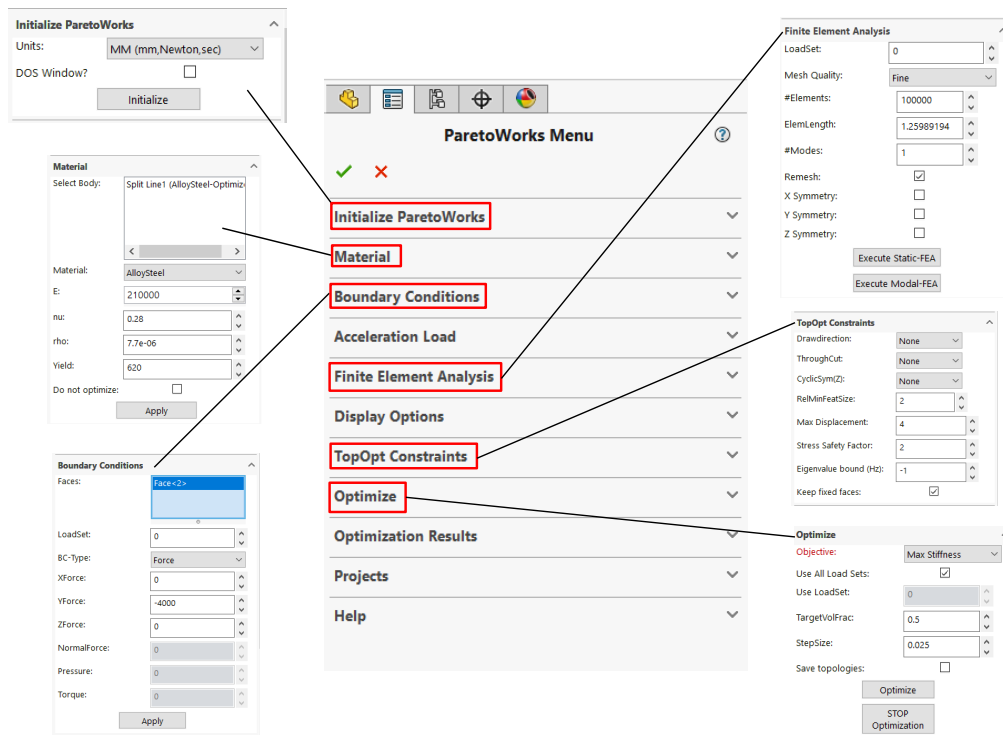 Initialize ParetoWorks
Units: MM (mm,Newton,sec)
DOS Window?
Initialize
Material
Select Body: Split Line1 (AlloySteel-Optimiz
Material: AlloySteel
E: 210000
nu: 0.28
rho: 7.7e-06
Yield: 620
Do not optimize:
Apply
Boundary Conditions
Faces: Face<2>
LoadSet: 0
BC-Type: Force
XForce: 0
YForce: -4000
ZForce: 0
NormalForce: 0
Pressure: 0
Torque: 0
Apply
ParetoWorks Menu
Initialize ParetoWorks
Material
Boundary Conditions
Acceleration Load
Finite Element Analysis
Display Options
TopOpt Constraints
Optimize
Optimization Results
Projects
Help
Finite Element Analysis
LoadSet: 0
Mesh Quality: Fine
#Elements: 100000
ElemLength: 1.25989194
#Modes: 1
Remesh:
X Symmetry:
Y Symmetry:
Z Symmetry:
Execute Static-FEA
Execute Modal-FEA
TopOpt Constraints
Drawdirection: None
ThroughCut: None
CyclicSym(Z): None
RelMinFeatSize: 2
Max Displacement: 4
Stress Safety Factor: 2
Eigenvalue bound (Hz): -1
Keep fixed faces:
Optimize
Objective: Max Stiffness
Use All Load Sets:
Use LoadSet: 0
TargetVolFrac: 0.5
StepSize: 0.025
Save topologies:
Optimize
STOP
Optimization